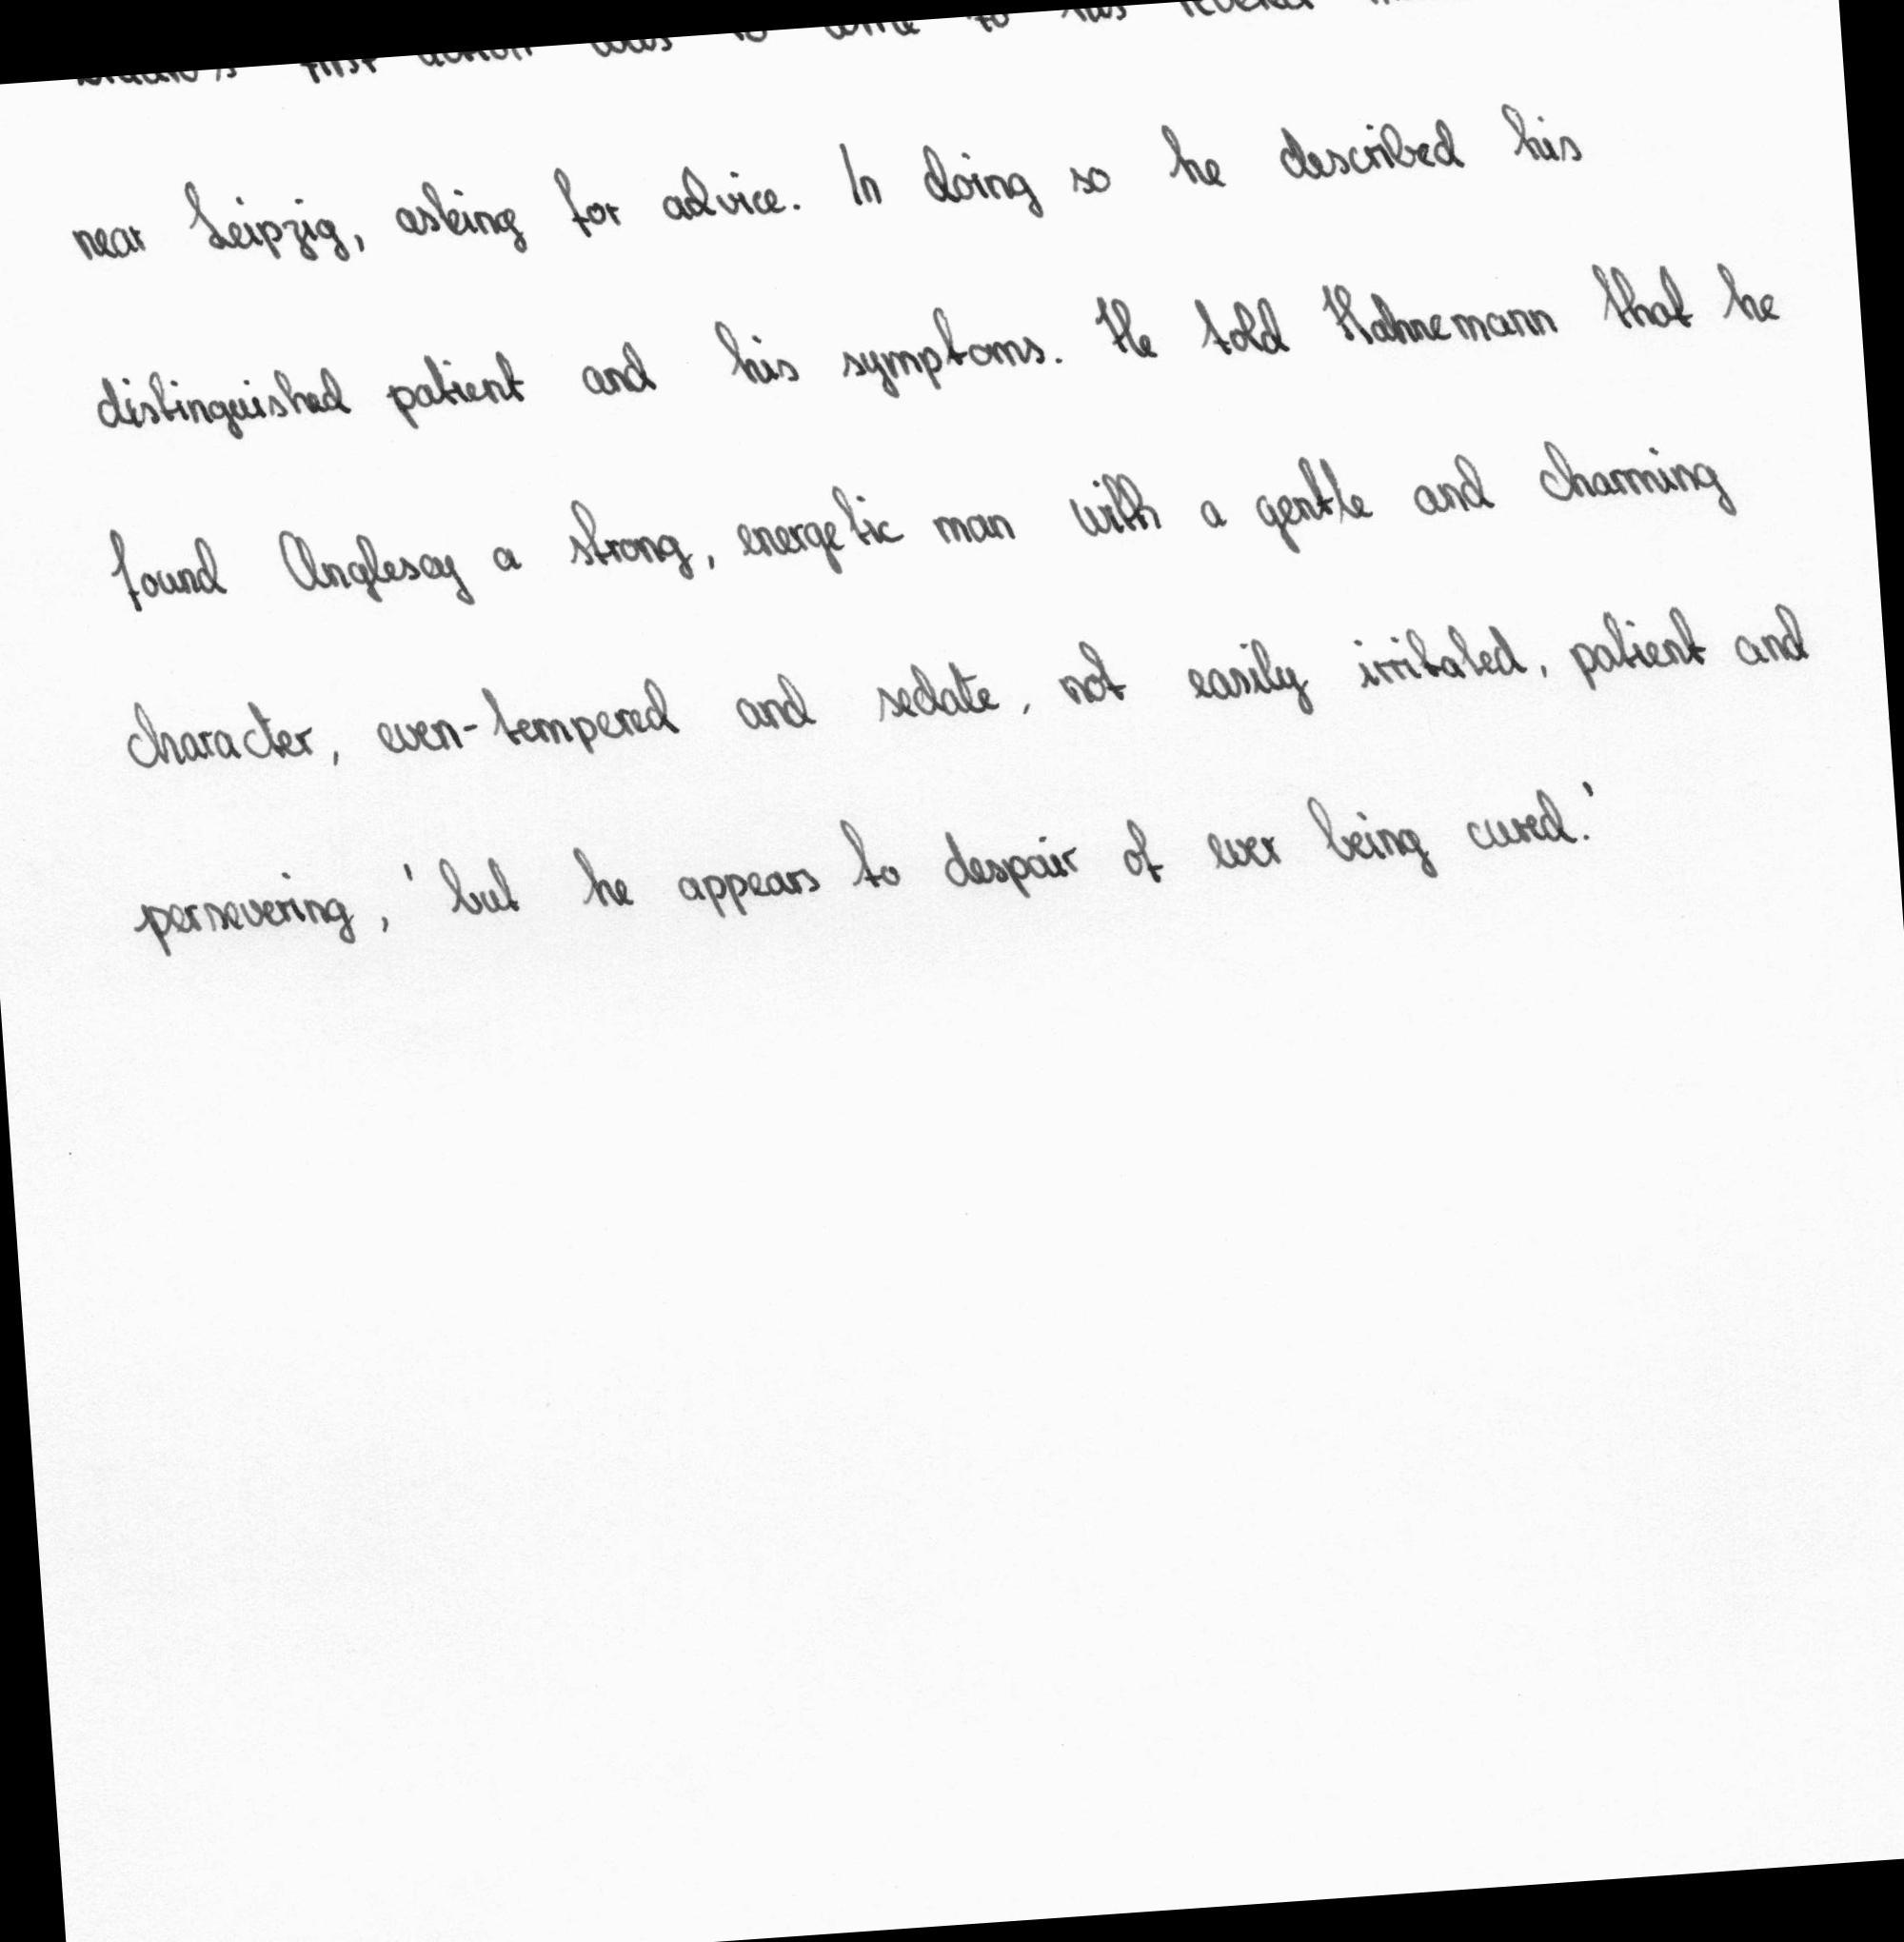 first action was to write to his revered
near Leipzig, asking for advice. In doing so he described his
distinguished patient and his symptoms. He told Hahnemann that he
found Anglesey a strong, energetic man with a gentle and charming
character, even-tempered and sedate, not easily irritated, patient and
persevering, 'but he appears to despair of ever being cured.'